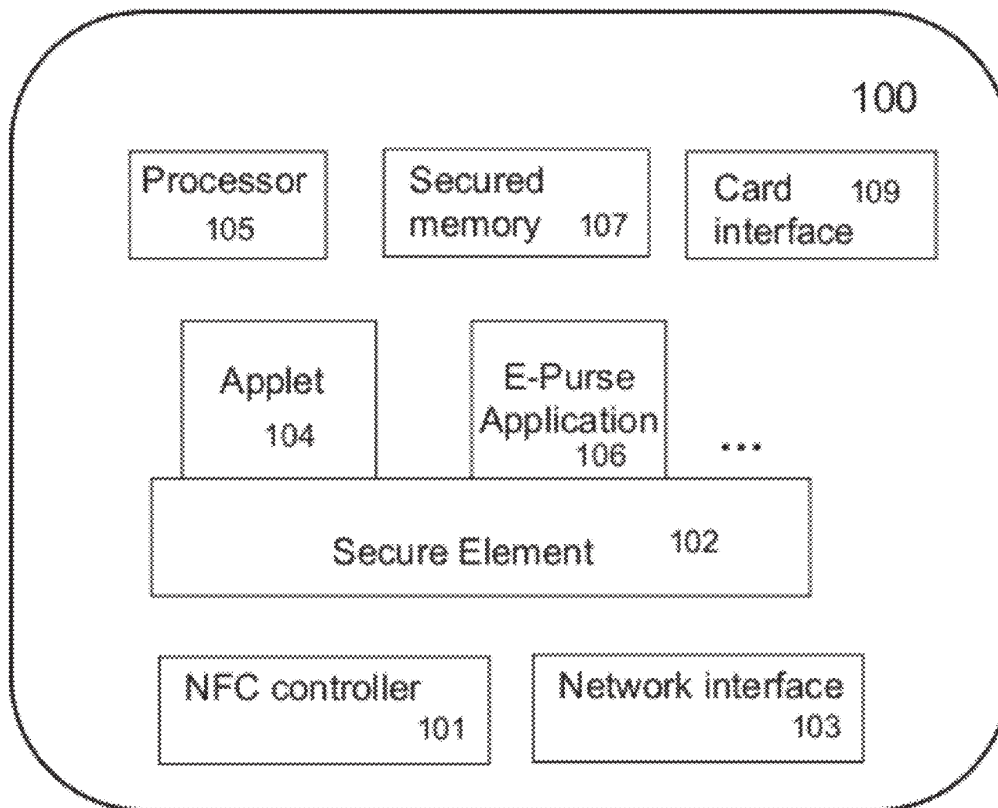 100
Processor
105
Secured
memory 107
Card 109
interface
Applet
104
E-Purse
Application
106
...
Secure Element 102
NFC controller
101
Network interface
103